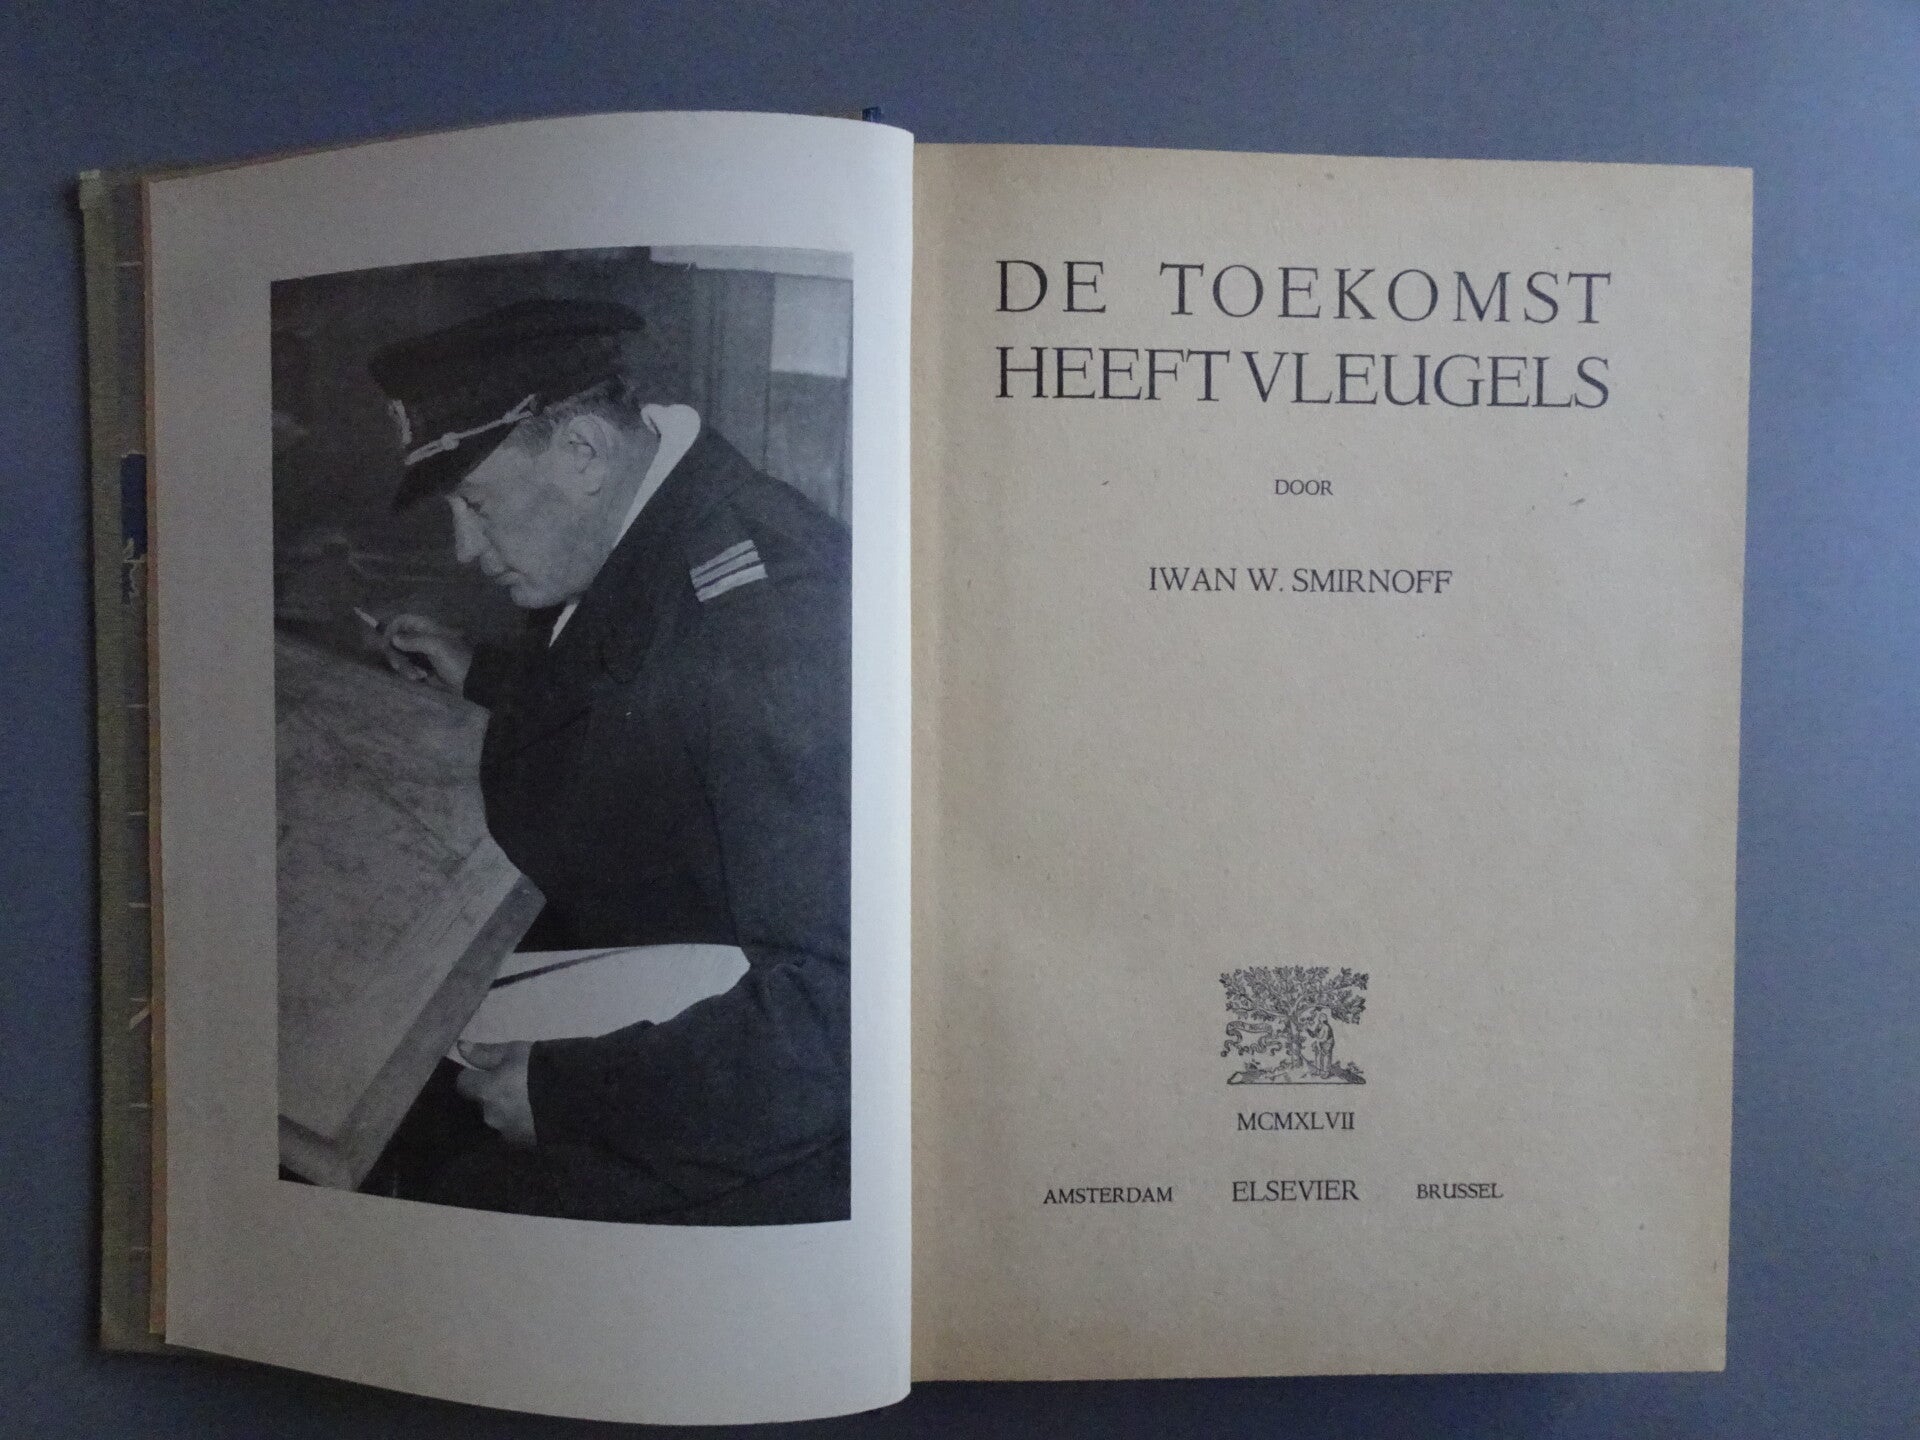 DE TOEKOMST
HEEFT VLEUGELS
DOOR
IWAN W. SMIRNOFF
MCMXLVII
AMSTERDAM ELSEVIER BRUSSEL